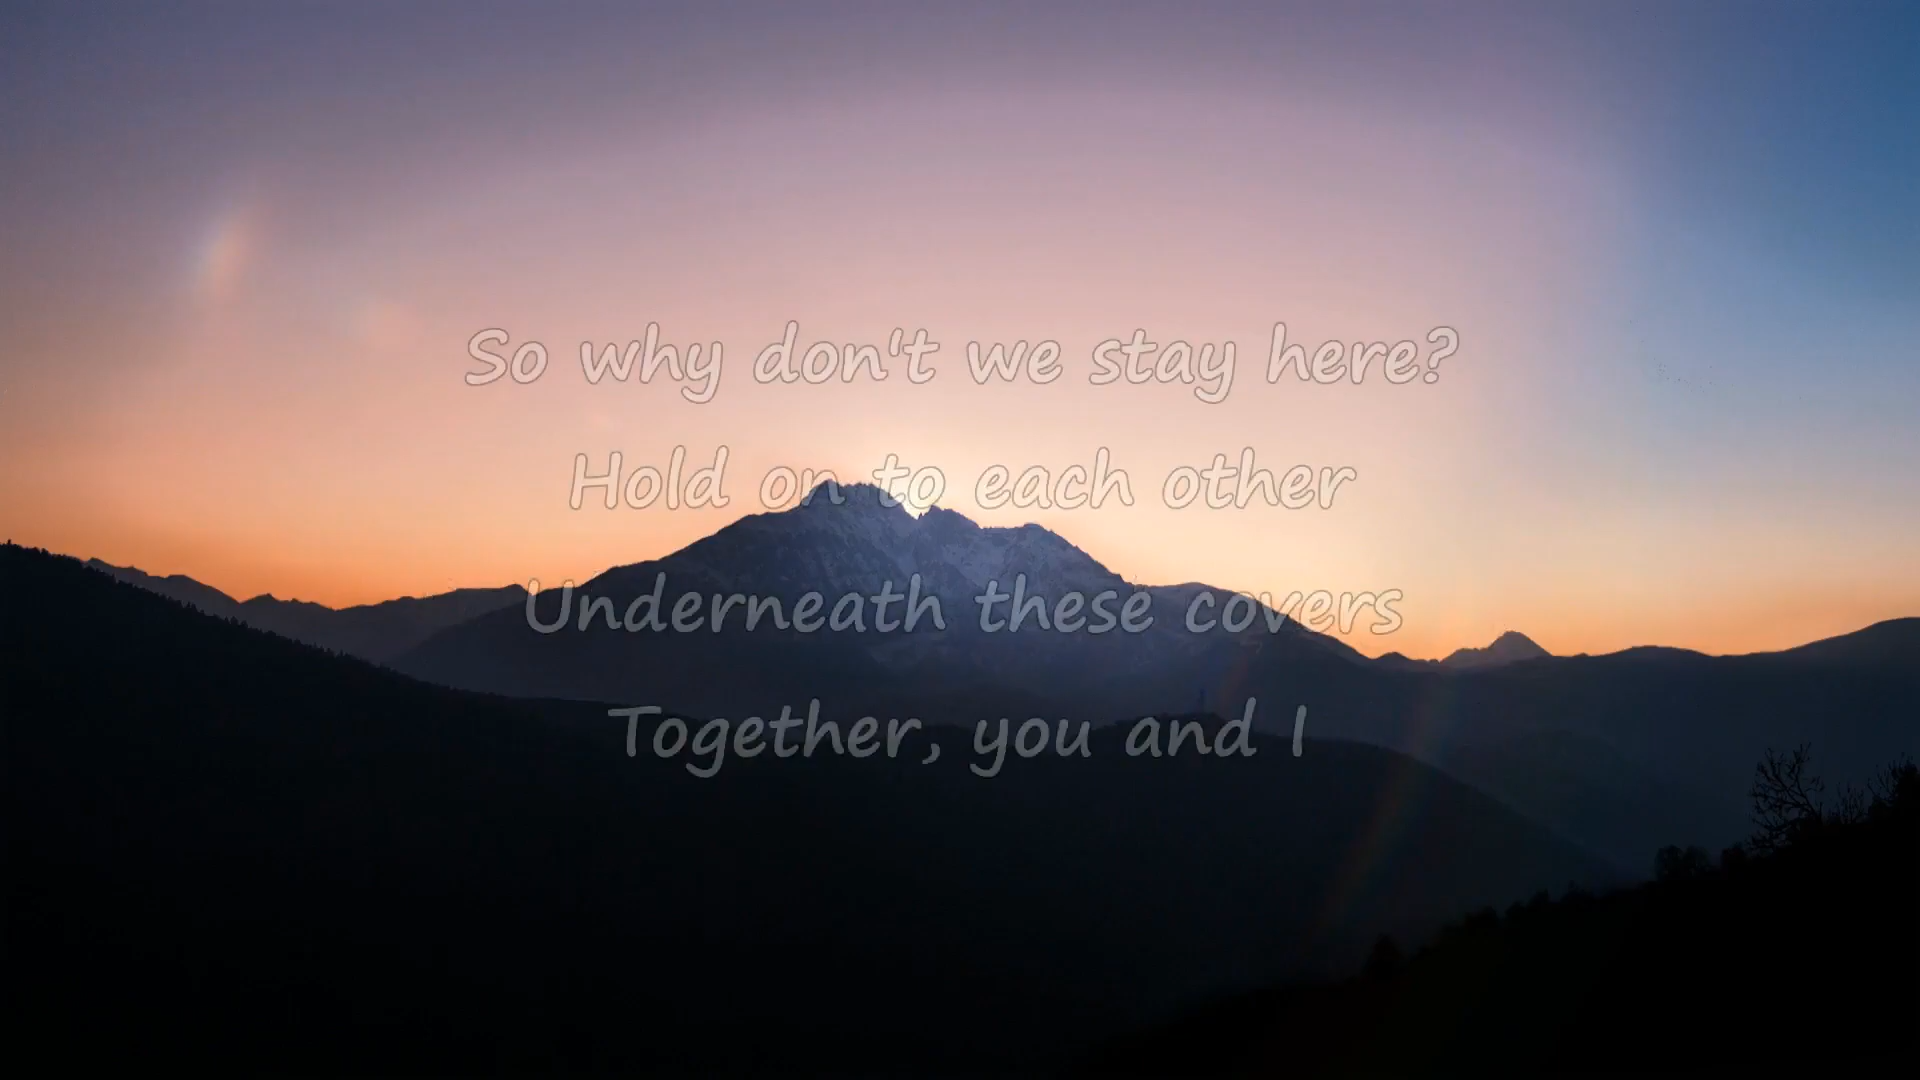 So why don't we stay here?
Hold on to each other
Underneath these covers
Together, you and I